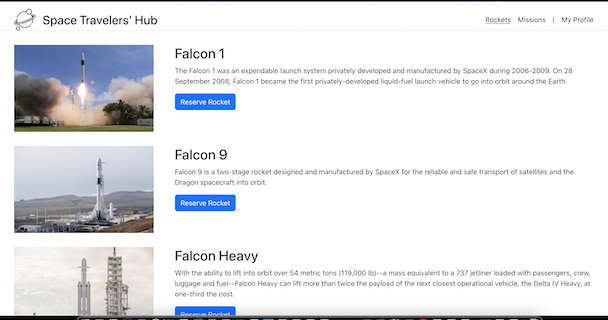 Space Travelers' Hub
Rockets Missions | My Profile
Falcon 1
The Falcon 1 was an expendable launch system privately developed and manufactured by SpaceX during 2006-2009. On 28
September 2008, Falcon 1 became the first privately-developed liquid-fuel launch vehicle to go into orbit around the Earth.
Reserve Rocket
Falcon 9
Falcon 9 is a two-stage rocket designed and manufactured by SpaceX for the reliable and safe transport of satellites and the
Dragon spacecraft into orbit.
Reserve Rocket
Falcon Heavy
With the ability to lift into orbit over 54 metric tons (119,000 lb)--a mass equivalent to a 737 jetliner loaded with passengers, crew,
luggage and fuel--Falcon Heavy can lift more than twice the payload of the next closest operational vehicle, the Delta IV Heavy, at
one-third the cost.
Reserve Rocket